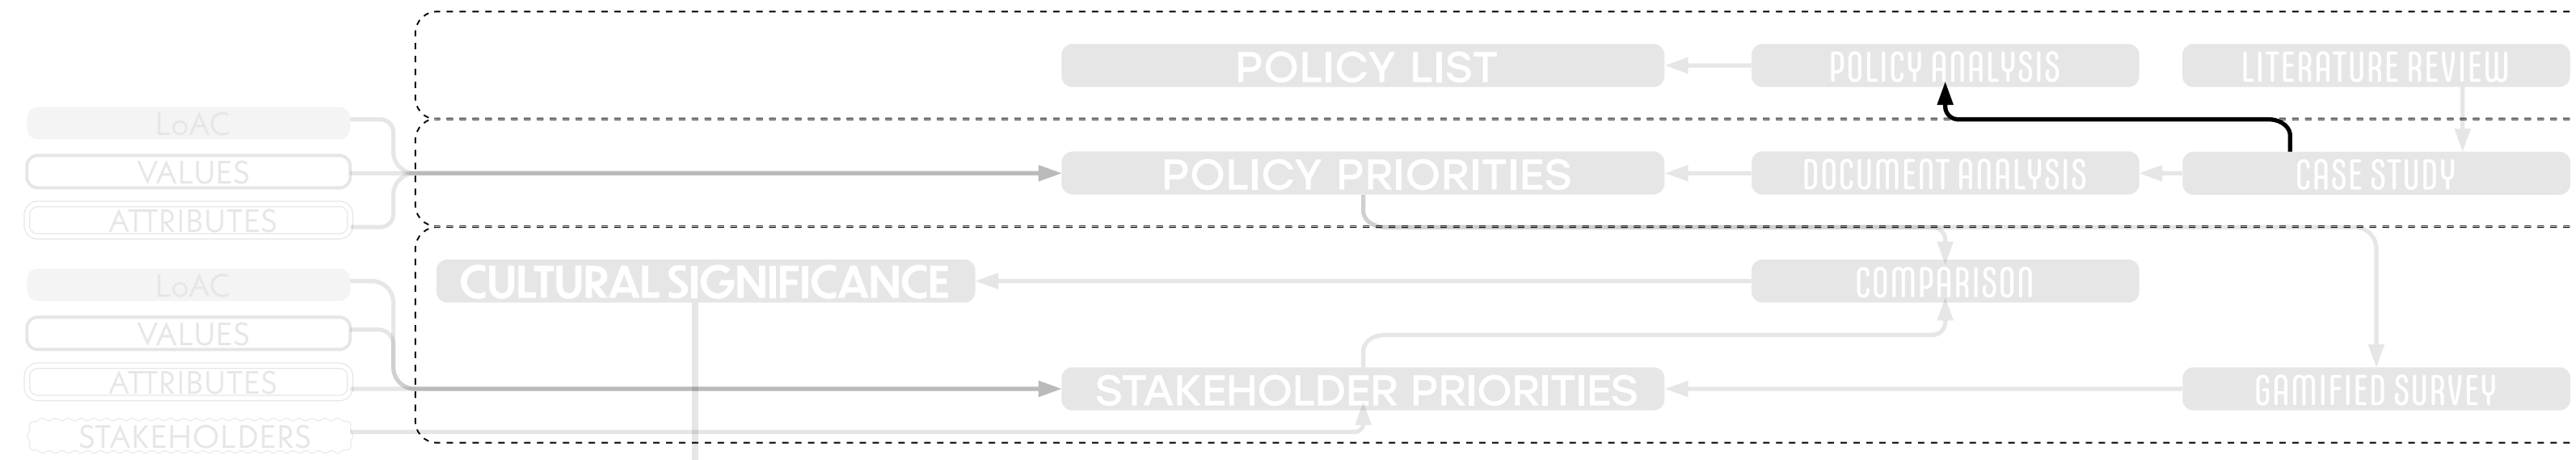 POLICY LIST
POLICY ANALYSIS
LITERATURE REVIEW
LoAC
VALUES
POLICY PRIORITIES
DOCUMENT ANALYSIS
CASE STUDY
ATTRIBUTES
LoAC
CULTURAL SIGNIFICANCE
COMPARISON
VALUES
ATTRIBUTES
STAKEHOLDER PRIORITIES
GAMIFIED SURVEY
STAKEHOLDERS